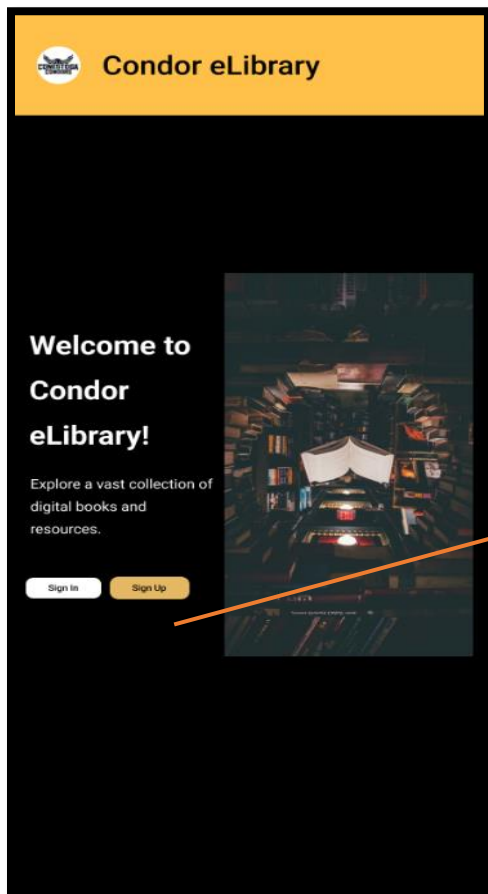 Condor eLibrary
Welcome to
Condor
eLibrary!
Explore a vast collection of
digital books and
resources.
Sign In
Sign Up